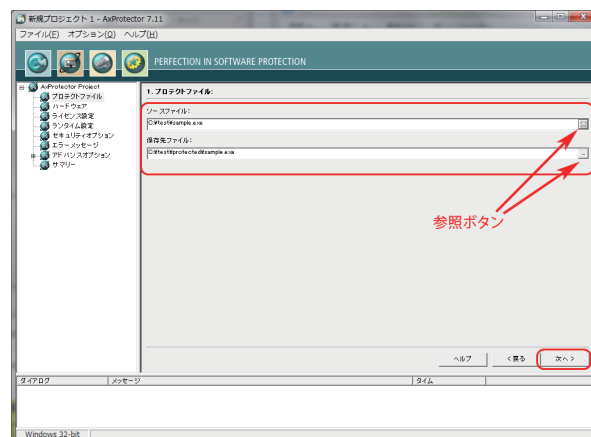 新規プロジェクト 1 - AxProtector 7.11
ファイル(F) オプション(O) ヘルプ(H)
PERFECTION IN SOFTWARE PROTECTION
AxProtector Project
プロテクトファイル
ハードウェア
ライセンス設定
ランタイム設定
セキュリティオプション
エラーメッセージ
アドバンスオプション
サマリー
1. プロテクトファイル:
ソースファイル:
C:¥test¥sample.exe
保存先ファイル:
C:¥test¥protected¥sample.exe
...
参照ボタン
ヘルプ <戻る 次へ>
ダイアログ メッセージ タイム
Windows 32-bit